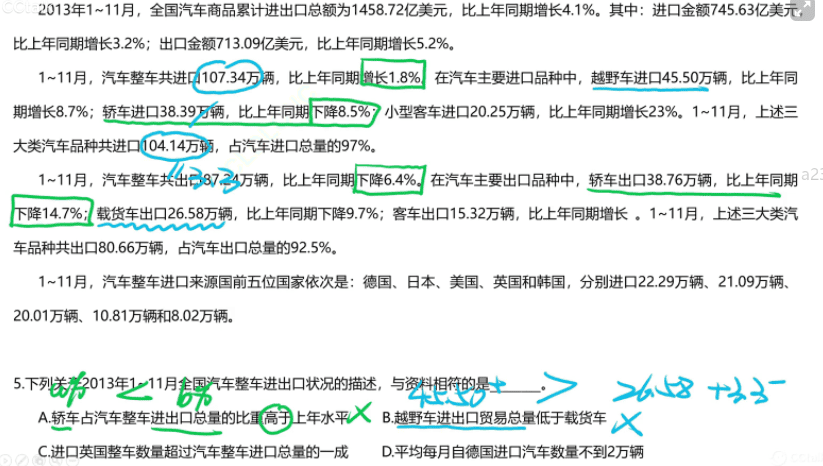 2013年1~11月，全国汽车商品累计进出口总额为1458.72亿美元，比上年同期增长4.1%。其中：进口金额745.63亿美元，
比上年同期增长3.2%；出口金额713.09亿美元，比上年同期增长5.2%。
1~11月，汽车整车共进口107.34万辆，比上年同期增长1.8%。在汽车主要进口品种中，越野车进口45.50万辆，比上年同
期增长8.7%；轿车进口38.39万辆，比上年同期下降8.5%；小型客车进口20.25万辆，比上年同期增长23%。1~11月，上述三
大类汽车品种共进口104.14万辆，占汽车进口总量的97%。
3.3
1~11月，汽车整车共出口87.24万辆，比上年同期下降6.4%。在汽车主要出口品种中，轿车出口38.76万辆，比上年同期
下降14.7%；载货车出口26.58万辆，比上年同期下降9.7%；客车出口15.32万辆，比上年同期增长 。1~11月，上述三大类汽
车品种共出口80.66万辆，占汽车出口总量的92.5%。
1~11月，汽车整车进口来源国前五位国家依次是：德国、日本、美国、英国和韩国，分别进口22.29万辆、21.09万辆、
20.01万辆、10.81万辆和8.02万辆。
5.下列关于2013年1~11月全国汽车整车进出口状况的描述，与资料相符的是______。
< 45.50+ > 26.58 +3.3
A.轿车占汽车整车进出口总量的比重高于上年水平 × B.越野车进出口贸易总量低于载货车 ×
C.进口英国整车数量超过汽车整车进口总量的一成 D.平均每月自德国进口汽车数量不到2万辆